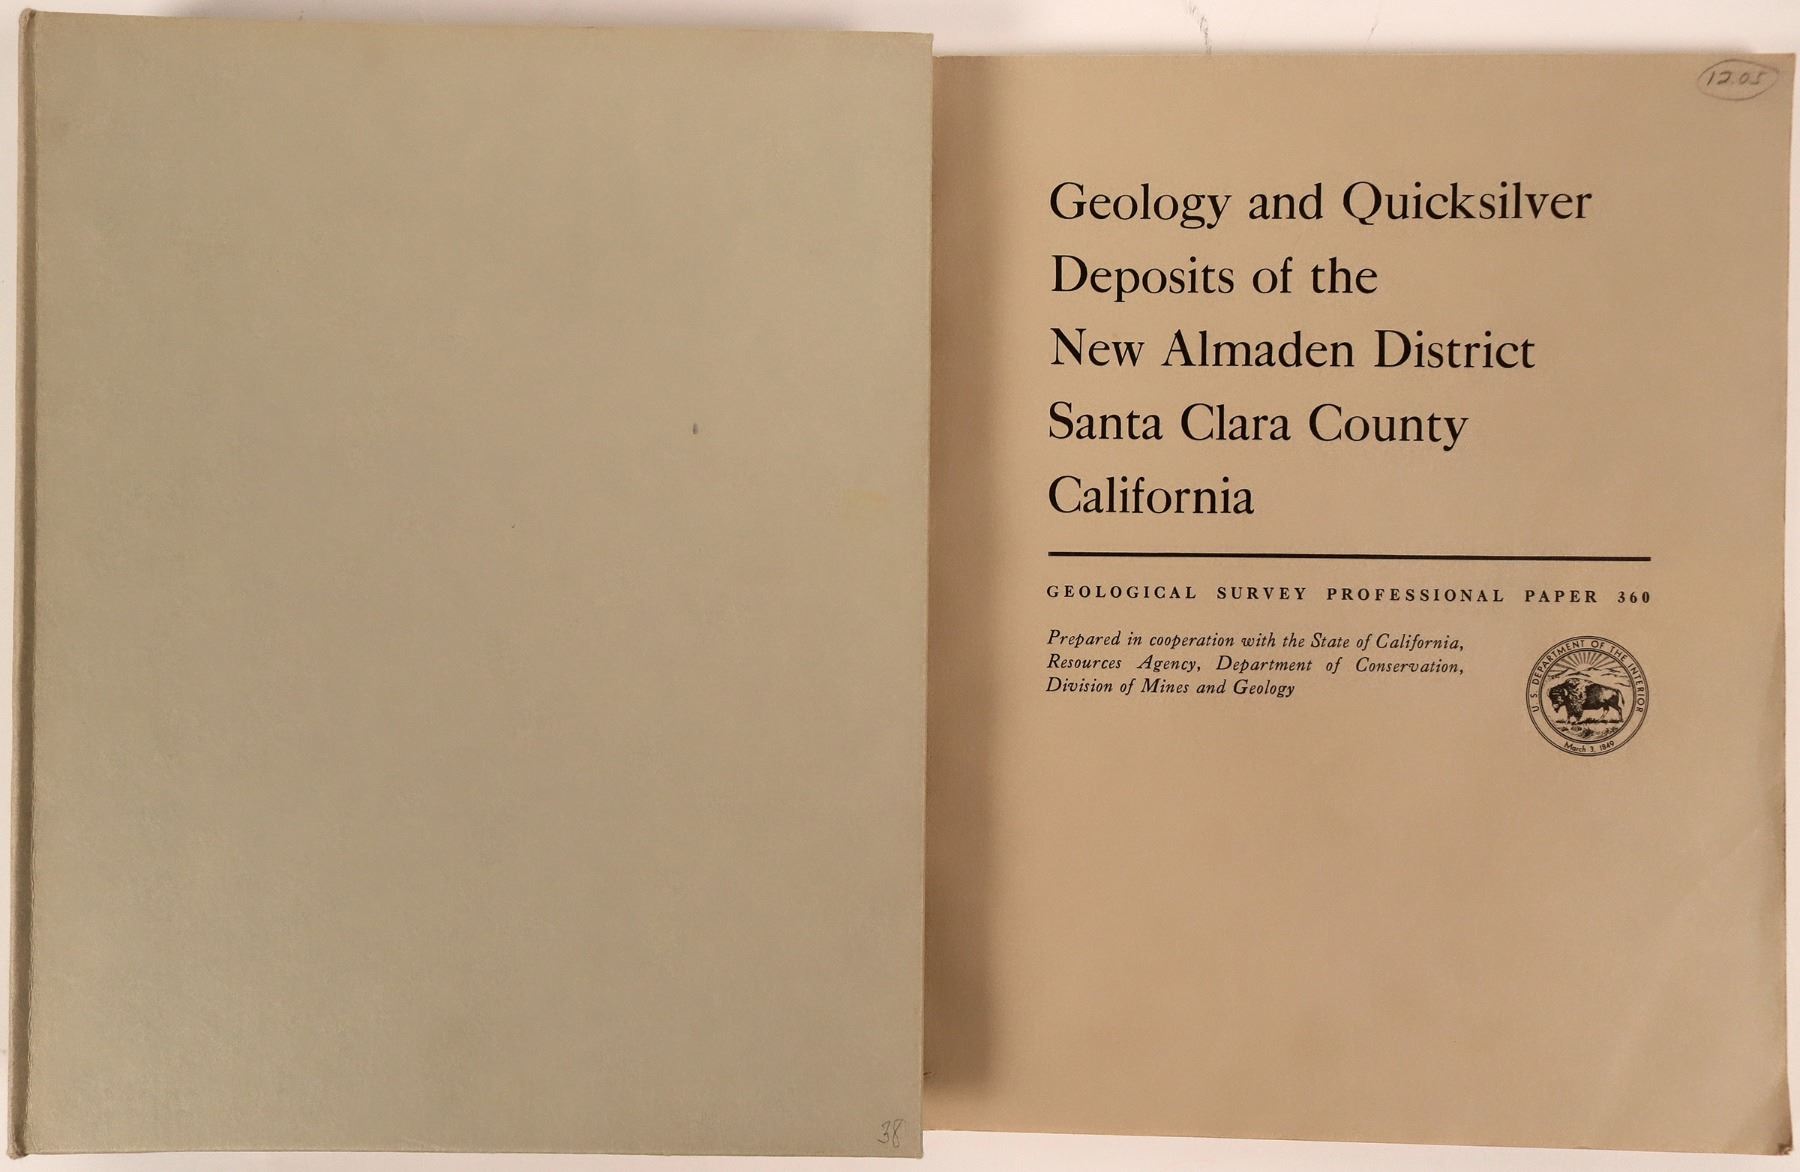 12.05
Geology and Quicksilver
Deposits of the
New Almaden District
Santa Clara County
California
GEOLOGICAL SURVEY PROFESSIONAL PAPER 360
Prepared in cooperation with the State of California,
Resources Agency, Department of Conservation,
Division of Mines and Geology
U. S. DEPARTMENT OF THE INTERIOR
March 3, 1849
38